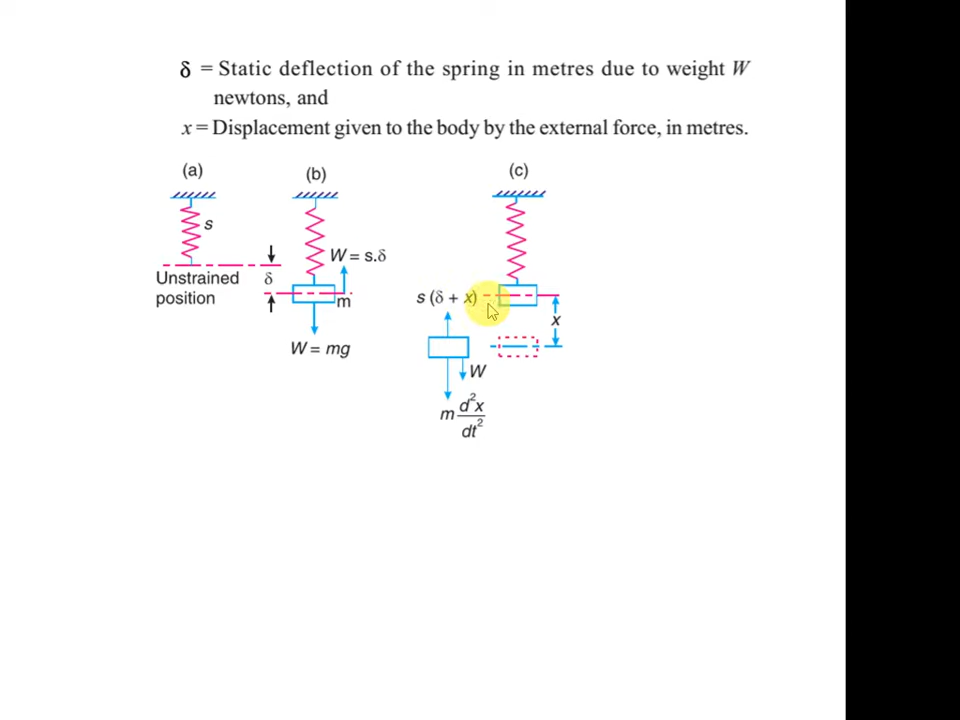 δ = Static deflection of the spring in metres due to weight W
newtons, and
x = Displacement given to the body by the external force, in metres.
(a)
(b)
(c)
s
W = s.δ
Unstrained
position
δ
m
s (δ + x)
x
W = mg
W
m d²x/dt²